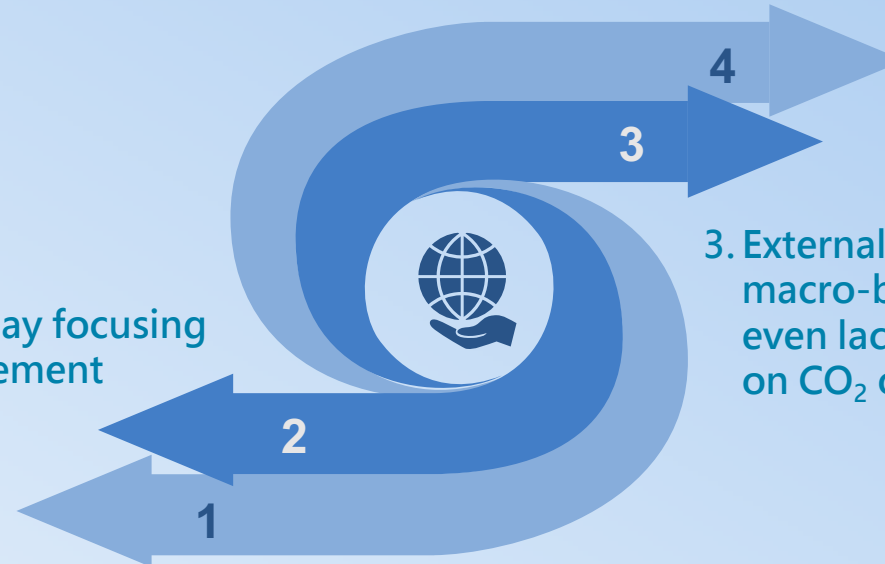 4
3
3. External
macro-b
even lac
on CO₂
ay focusing
ement
2
1